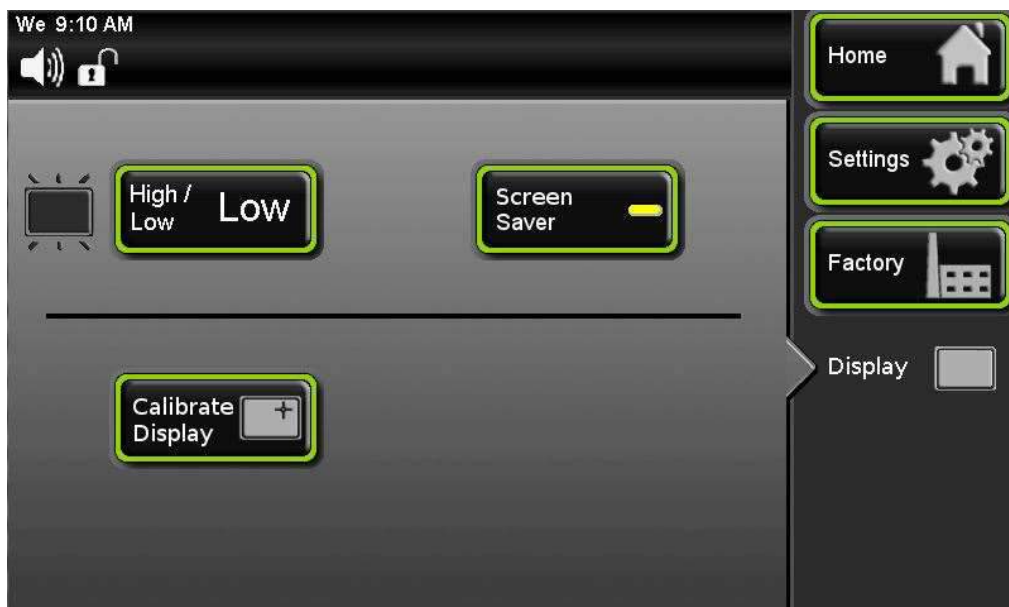 We 9:10 AM
Home
Settings
Factory
Display
High /
Low
Low
Screen
Saver
Calibrate
Display